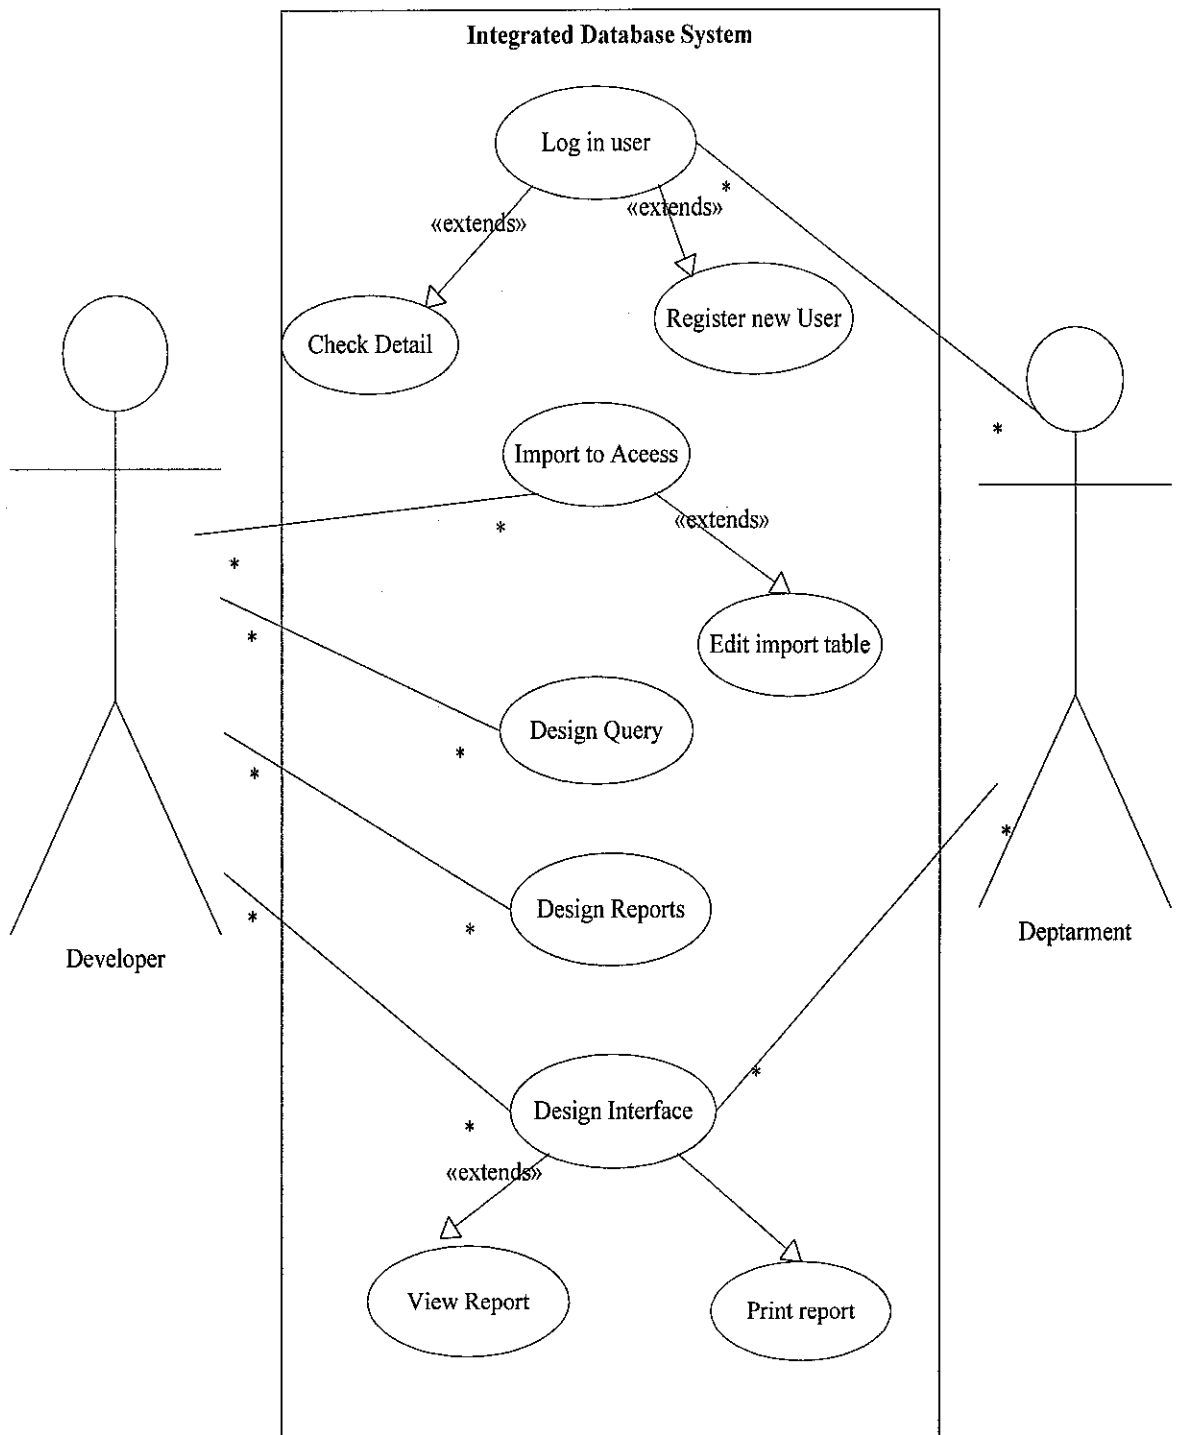 Integrated Database System
Log in user
*
«extends»
«extends»
Register new User
Check Detail
*
Import to Aceess
*
«extends»
*
*
Edit import table
Design Query
*
*
*
Design Reports
*
*
Deptarment
Developer
*
Design Interface
*
«extends»
View Report
Print report